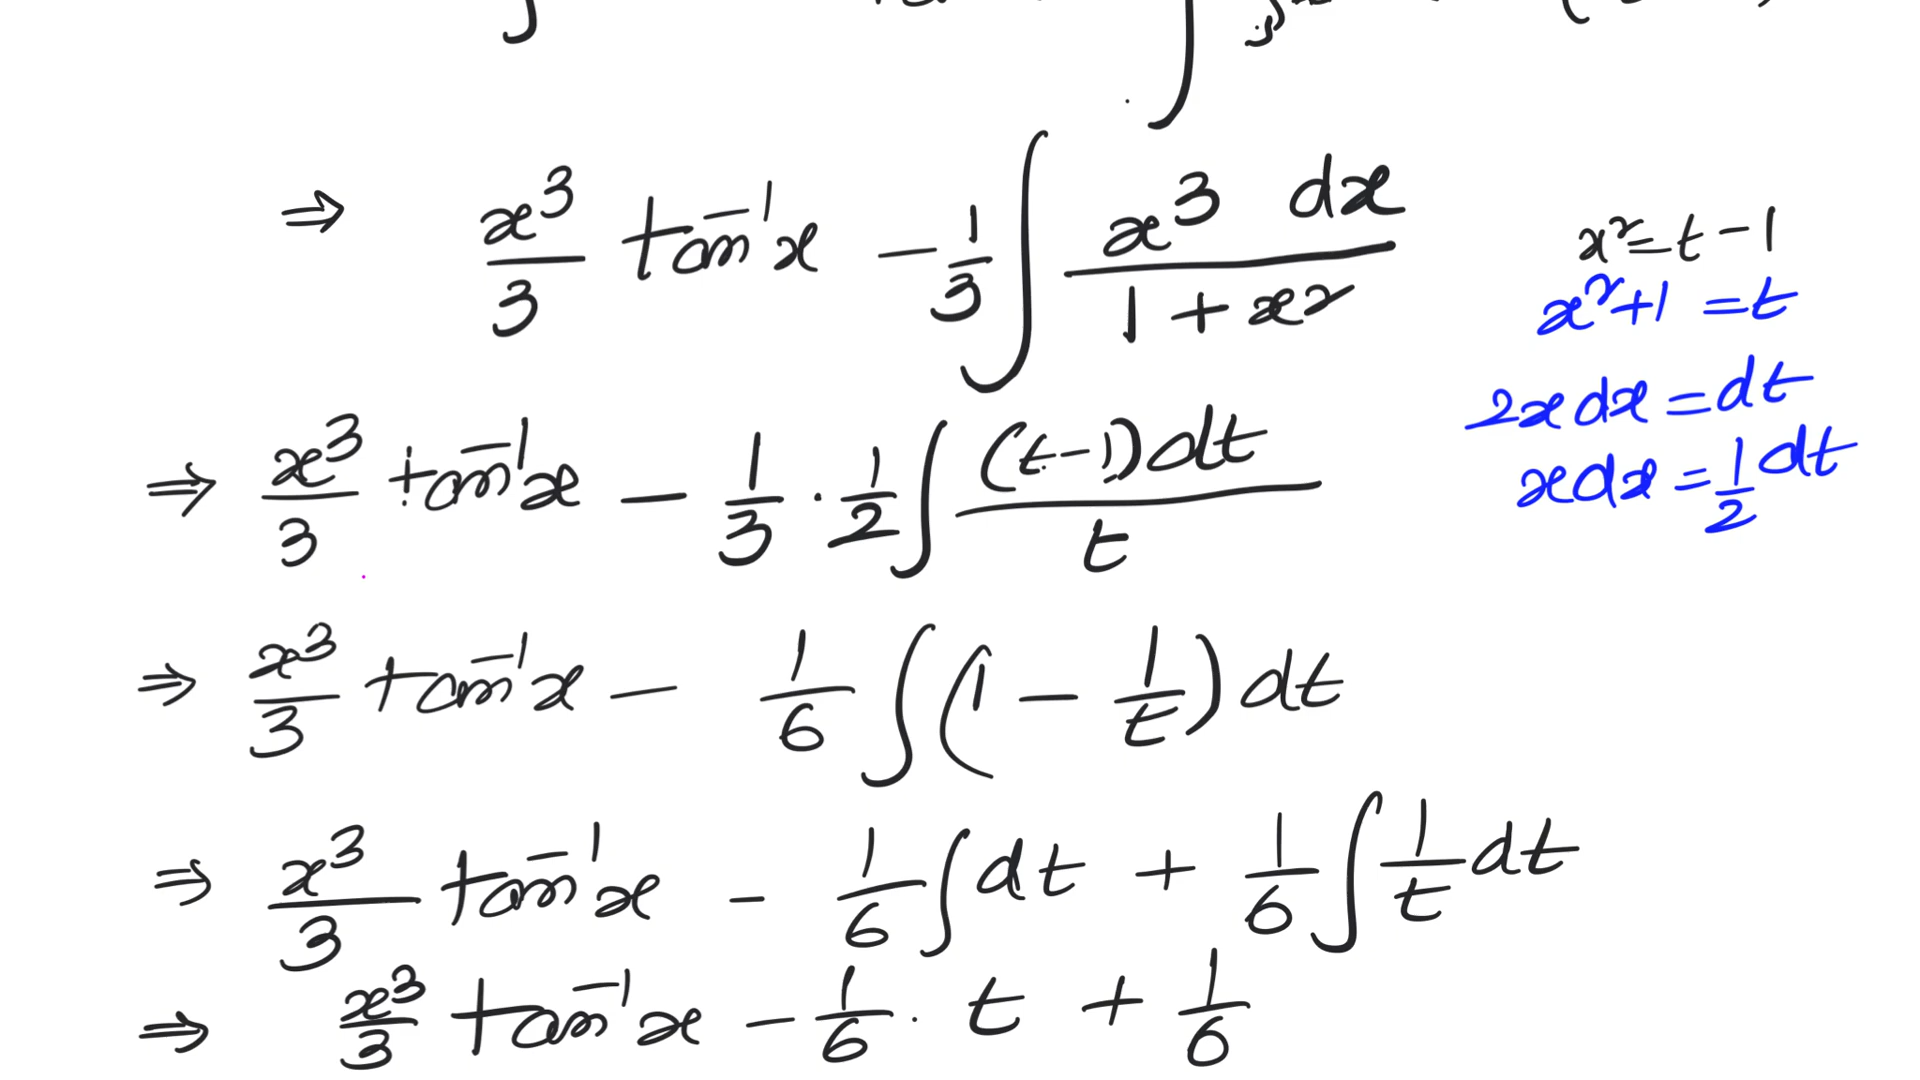 ⇒ x³/3 tan⁻¹x − 1/3 ∫ x³ dx / 1 + x²
x² = t − 1
x² + 1 = t
2x dx = dt
x dx = 1/2 dt
⇒ x³/3 tan⁻¹x − 1/3 · 1/2 ∫ (t−1) dt / t
⇒ x³/3 tan⁻¹x − 1/6 ∫ (1 − 1/t) dt
⇒ x³/3 tan⁻¹x − 1/6 ∫ dt + 1/6 ∫ 1/t dt
⇒ x³/3 tan⁻¹x − 1/6 · t + 1/6